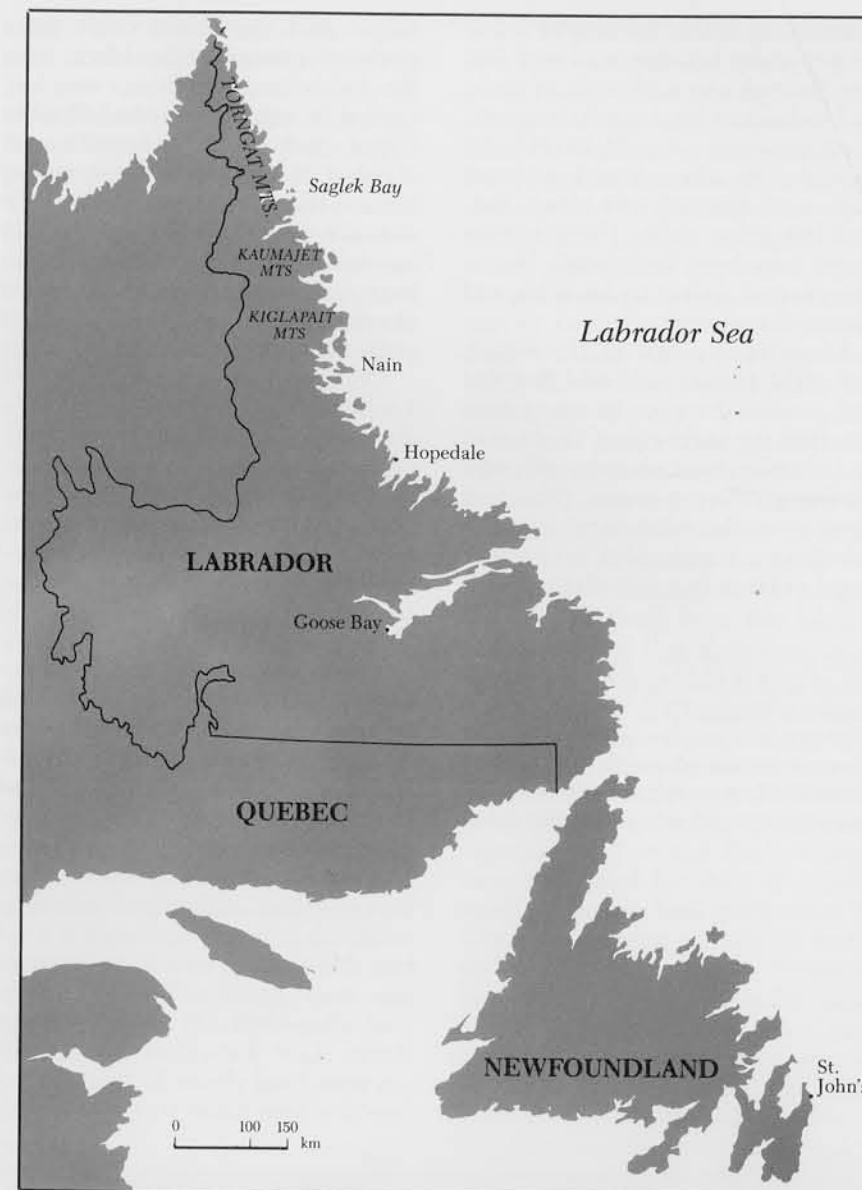 TORNGAT MTS.
Saglek Bay
KAUMAJET
MTS
KIGLAPAIT
MTS
Labrador Sea
Nain
Hopedale
LABRADOR
Goose Bay
QUEBEC
NEWFOUNDLAND
St.
John's
0 100 150
km